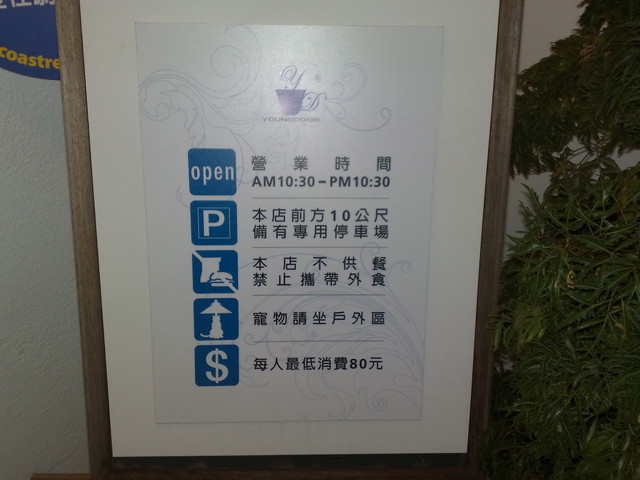 coastre
YD
YOUNGDOOR
open
營業時間
AM10:30－PM10:30
P
本店前方10公尺
備有專用停車場
本店不供餐
禁止攜帶外食
寵物請坐戶外區
$
每人最低消費80元